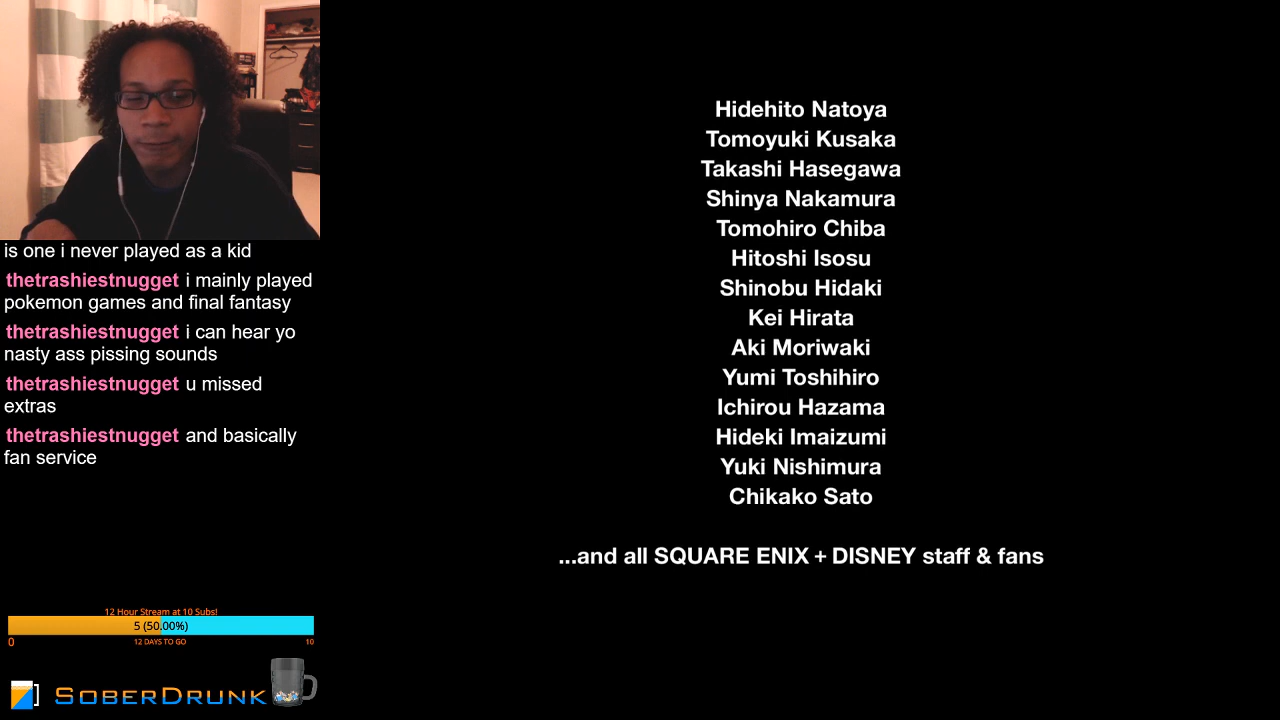 is one i never played as a kid
thetrashiestnugget i mainly played
pokemon games and final fantasy
thetrashiestnugget i can hear yo
nasty ass pissing sounds
thetrashiestnugget u missed
extras
thetrashiestnugget and basically
fan service
12 Hour Stream at 10 Subs!
5 (50.00%)
0 12 DAYS TO GO 10
SOBERDRUNK
Hidehito Natoya
Tomoyuki Kusaka
Takashi Hasegawa
Shinya Nakamura
Tomohiro Chiba
Hitoshi Isosu
Shinobu Hidaki
Kei Hirata
Aki Moriwaki
Yumi Toshihiro
Ichirou Hazama
Hideki Imaizumi
Yuki Nishimura
Chikako Sato
...and all SQUARE ENIX + DISNEY staff & fans